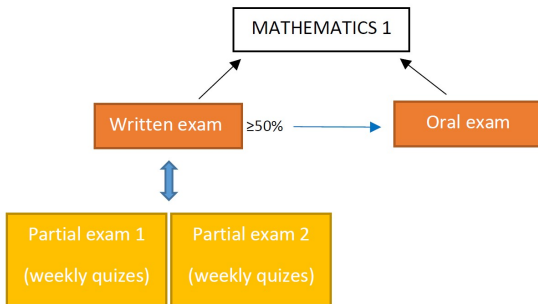 MATHEMATICS 1
Written exam
≥50%
Oral exam
Partial exam 1
(weekly quizes)
Partial exam 2
(weekly quizes)